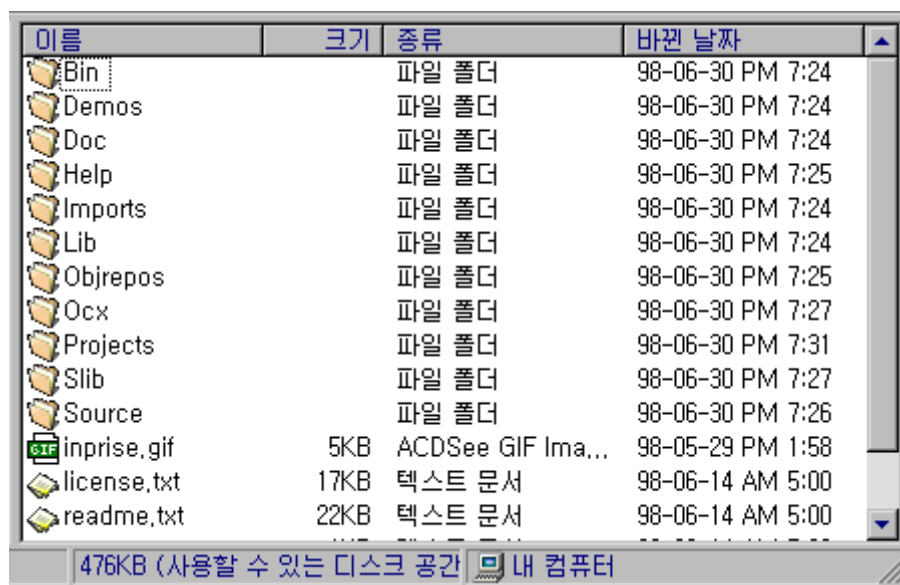 이름 크기 종류 바뀐 날짜
Bin 파일 폴더 98-06-30 PM 7:24
Demos 파일 폴더 98-06-30 PM 7:24
Doc 파일 폴더 98-06-30 PM 7:24
Help 파일 폴더 98-06-30 PM 7:25
Imports 파일 폴더 98-06-30 PM 7:24
Lib 파일 폴더 98-06-30 PM 7:24
Objrepos 파일 폴더 98-06-30 PM 7:25
Ocx 파일 폴더 98-06-30 PM 7:27
Projects 파일 폴더 98-06-30 PM 7:31
Slib 파일 폴더 98-06-30 PM 7:27
Source 파일 폴더 98-06-30 PM 7:26
GIF inprise.gif 5KB ACDSee GIF Ima... 98-05-29 PM 1:58
license.txt 17KB 텍스트 문서 98-06-14 AM 5:00
readme.txt 22KB 텍스트 문서 98-06-14 AM 5:00
476KB (사용할 수 있는 디스크 공간 내 컴퓨터